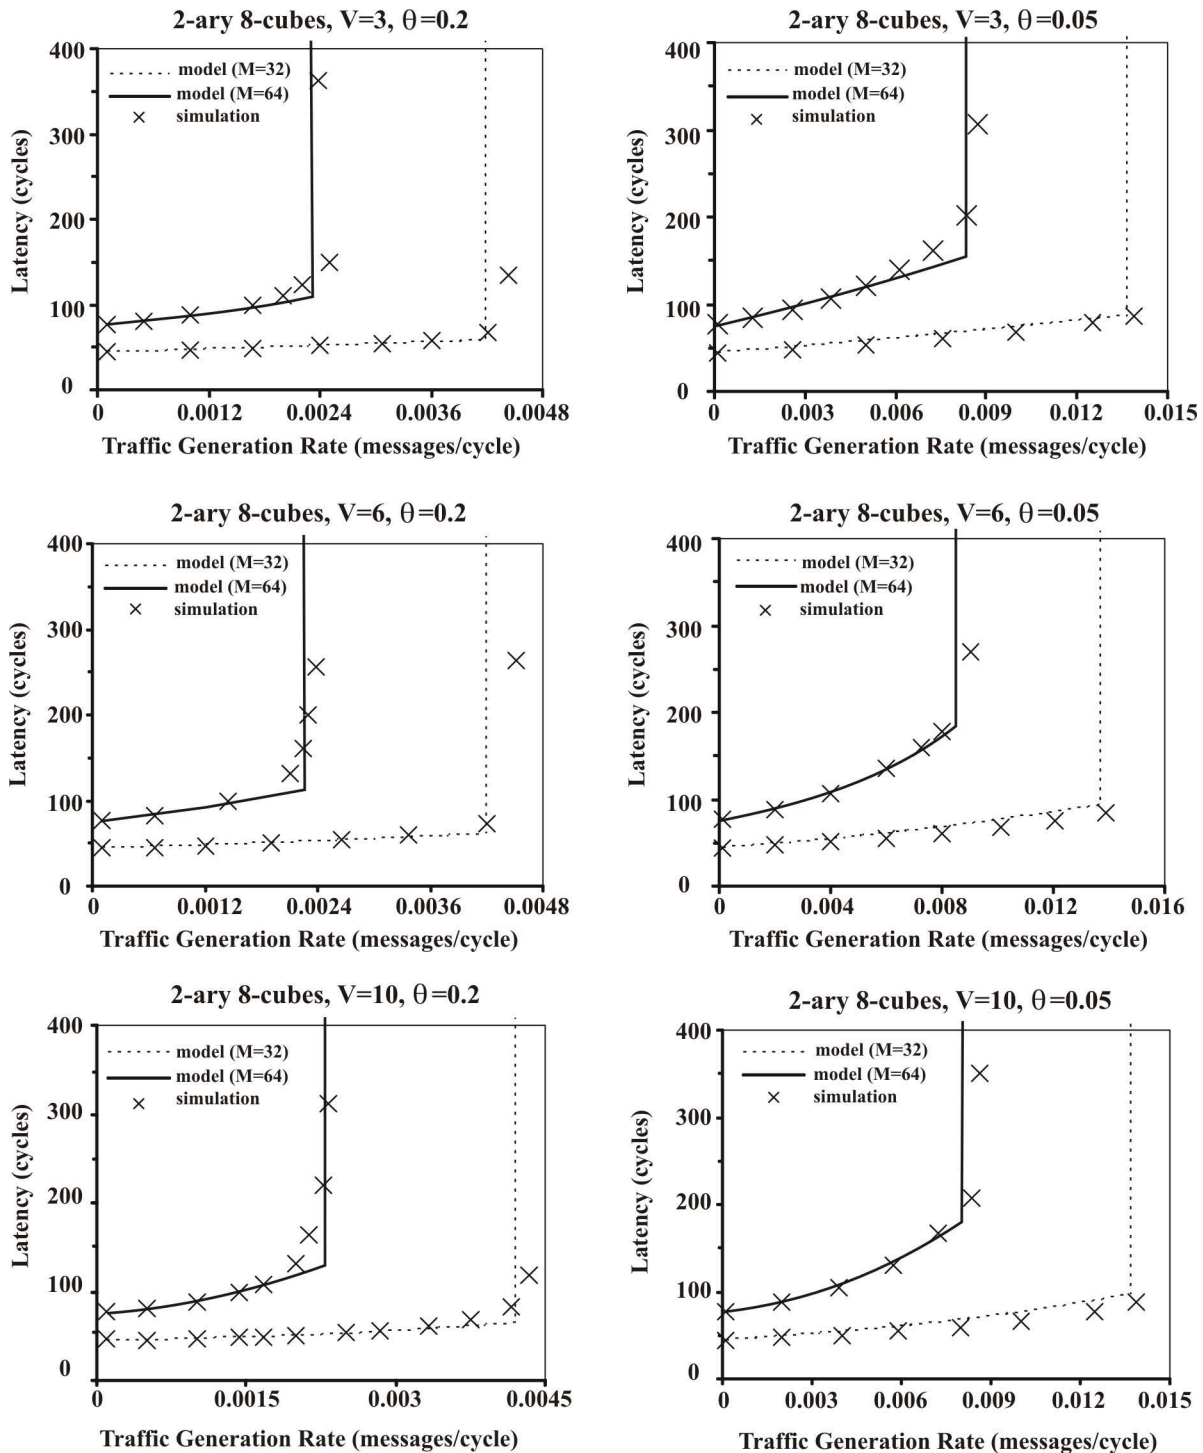 2-ary 8-cubes, V=3, θ=0.2
400
300
200
100
0
Latency (cycles)
model (M=32)
model (M=64)
simulation
0 0.0012 0.0024 0.0036 0.0048
Traffic Generation Rate (messages/cycle)
2-ary 8-cubes, V=3, θ=0.05
400
300
200
100
0
Latency (cycles)
model (M=32)
model (M=64)
simulation
0 0.003 0.006 0.009 0.012 0.015
Traffic Generation Rate (messages/cycle)
2-ary 8-cubes, V=6, θ=0.2
400
300
200
100
0
Latency (cycles)
model (M=32)
model (M=64)
simulation
0 0.0012 0.0024 0.0036 0.0048
Traffic Generation Rate (messages/cycle)
2-ary 8-cubes, V=6, θ=0.05
400
300
200
100
0
Latency (cycles)
model (M=32)
model (M=64)
simulation
0 0.004 0.008 0.012 0.016
Traffic Generation Rate (messages/cycle)
2-ary 8-cubes, V=10, θ=0.2
400
300
200
100
0
Latency (cycles)
model (M=32)
model (M=64)
simulation
0 0.0015 0.003 0.0045
Traffic Generation Rate (messages/cycle)
2-ary 8-cubes, V=10, θ=0.05
400
300
200
100
0
Latency (cycles)
model (M=32)
model (M=64)
simulation
0 0.003 0.006 0.009 0.012 0.015
Traffic Generation Rate (messages/cycle)